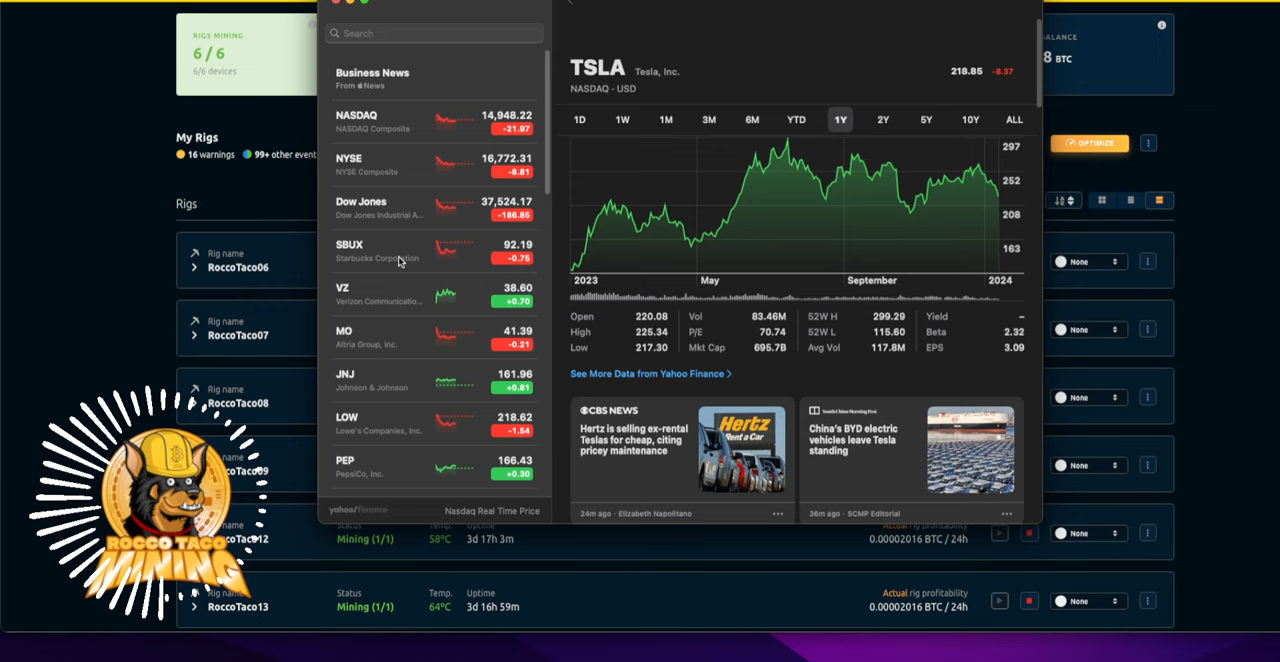 RIGS MINING
6 / 6
6/6 devices
ALANCE
8 BTC
My Rigs
16 warnings
99+ other event
OPTIMIZE
Rigs
Rig name
RoccoTaco06
None
Rig name
RoccoTaco07
None
Rig name
RoccoTaco08
None
None
Status
Temp.
Uptime
Mining (1/1)
58°C
3d 17h 3m
Actual rig profitability
0.00002016 BTC / 24h
None
Rig name
RoccoTaco13
Status
Temp.
Uptime
Mining (1/1)
64°C
3d 16h 59m
Actual rig profitability
0.00002016 BTC / 24h
None
ROCCO TACO
MINING
Search
Business News
From News
NASDAQ
14,948.22
NASDAQ Composite
-21.97
NYSE
16,772.31
NYSE Composite
-8.81
Dow Jones
37,524.17
Dow Jones Industrial A...
-186.85
SBUX
92.19
Starbucks Corporation
-0.75
VZ
38.60
Verizon Communicatio...
+0.70
MO
41.39
Altria Group, Inc.
-0.21
JNJ
161.96
Johnson & Johnson
+0.81
LOW
218.62
Lowe's Companies, Inc.
-1.54
PEP
166.43
PepsiCo, Inc.
+0.30
yahoo!finance
Nasdaq Real Time Price
TSLA Tesla, Inc.
218.85 -8.37
NASDAQ · USD
1D 1W 1M 3M 6M YTD 1Y 2Y 5Y 10Y ALL
297
252
208
163
2023 May September 2024
Open 220.08 Vol 83.46M 52W H 299.29 Yield –
High 225.34 P/E 70.74 52W L 115.60 Beta 2.32
Low 217.30 Mkt Cap 695.7B Avg Vol 117.8M EPS 3.09
See More Data from Yahoo Finance >
CBS NEWS
Hertz is selling ex-rental
Teslas for cheap, citing
pricey maintenance
Hertz
Rent a Car
24m ago · Elizabeth Napolitano
South China Morning Post
China's BYD electric
vehicles leave Tesla
standing
36m ago · SCMP Editorial